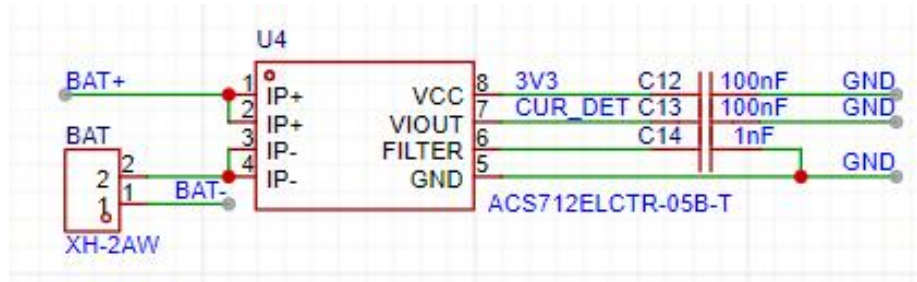 U4
BAT+ 1 IP+ VCC 8 3V3 C12 100nF GND
2 IP+ VIOUT 7 CUR_DET C13 100nF GND
BAT 3 IP- FILTER 6 C14 1nF
2 2 4 IP- GND 5 GND
1 1 BAT- ACS712ELCTR-05B-T
XH-2AW